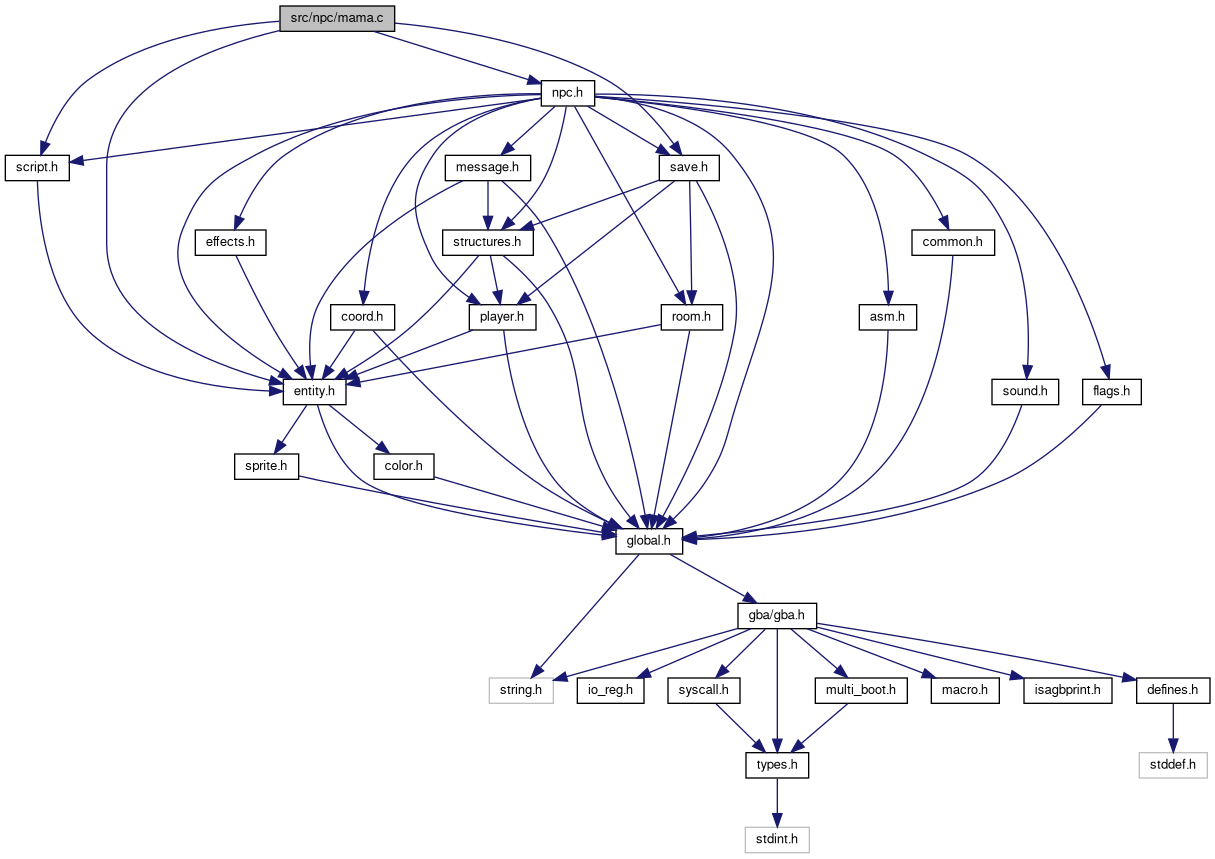 src/npc/mama.c
npc.h
script.h
message.h
save.h
effects.h
structures.h
common.h
coord.h
player.h
room.h
asm.h
entity.h
sound.h
flags.h
sprite.h
color.h
global.h
gba/gba.h
string.h
io_reg.h
syscall.h
multi_boot.h
macro.h
isagbprint.h
defines.h
types.h
stddef.h
stdint.h